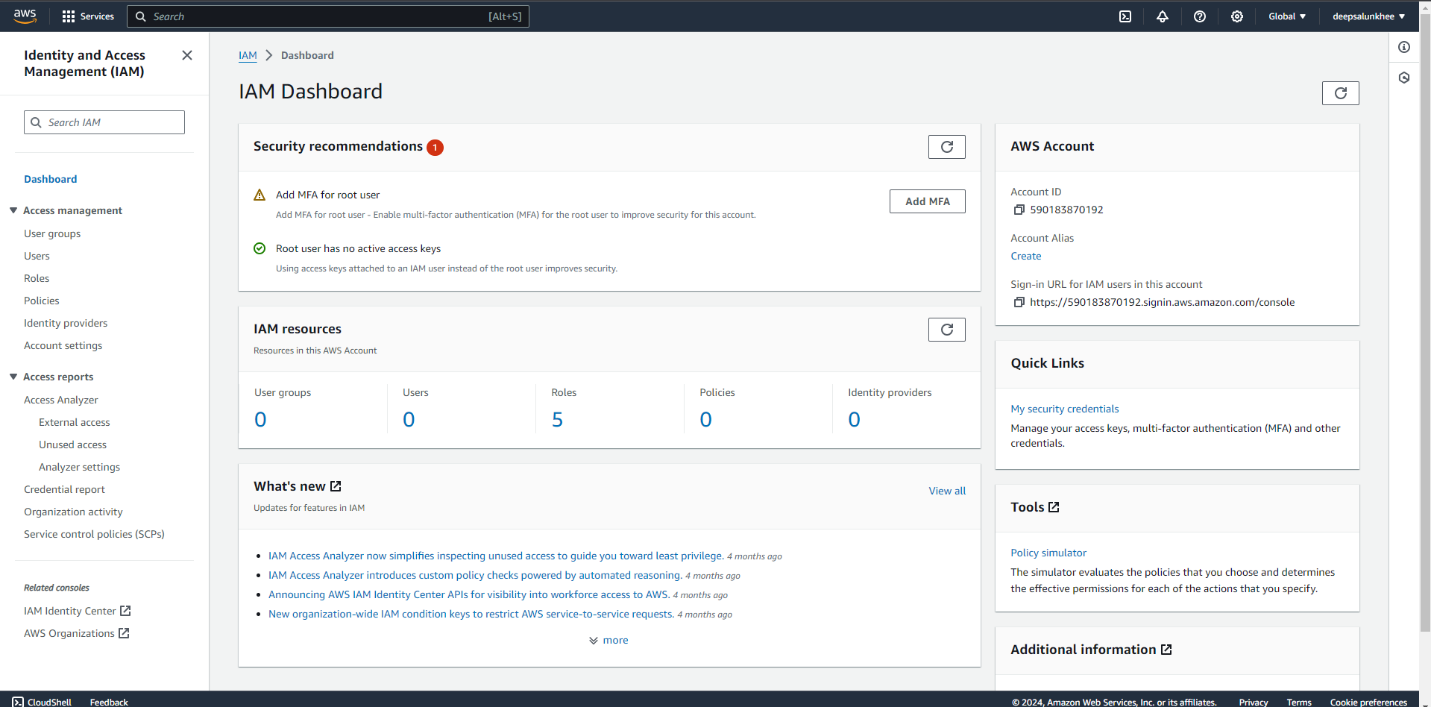 aws
Services
Search
[Alt+S]
Global ▼
deepsalunkhee ▼
Identity and Access
Management (IAM)
Search IAM
Dashboard
Access management
User groups
Users
Roles
Policies
Identity providers
Account settings
Access reports
Access Analyzer
External access
Unused access
Analyzer settings
Credential report
Organization activity
Service control policies (SCPs)
Related consoles
IAM Identity Center
AWS Organizations
IAM > Dashboard
IAM Dashboard
Security recommendations 1
Add MFA for root user
Add MFA for root user - Enable multi-factor authentication (MFA) for the root user to improve security for this account.
Add MFA
Root user has no active access keys
Using access keys attached to an IAM user instead of the root user improves security.
IAM resources
Resources in this AWS Account
User groups
0
Users
0
Roles
5
Policies
0
Identity providers
0
What's new
View all
Updates for features in IAM
IAM Access Analyzer now simplifies inspecting unused access to guide you toward least privilege. 4 months ago
IAM Access Analyzer introduces custom policy checks powered by automated reasoning. 4 months ago
Announcing AWS IAM Identity Center APIs for visibility into workforce access to AWS. 4 months ago
New organization-wide IAM condition keys to restrict AWS service-to-service requests. 4 months ago
more
AWS Account
Account ID
590183870192
Account Alias
Create
Sign-in URL for IAM users in this account
https://590183870192.signin.aws.amazon.com/console
Quick Links
My security credentials
Manage your access keys, multi-factor authentication (MFA) and other
credentials.
Tools
Policy simulator
The simulator evaluates the policies that you choose and determines
the effective permissions for each of the actions that you specify.
Additional information
CloudShell
Feedback
© 2024, Amazon Web Services, Inc. or its affiliates.
Privacy
Terms
Cookie preferences